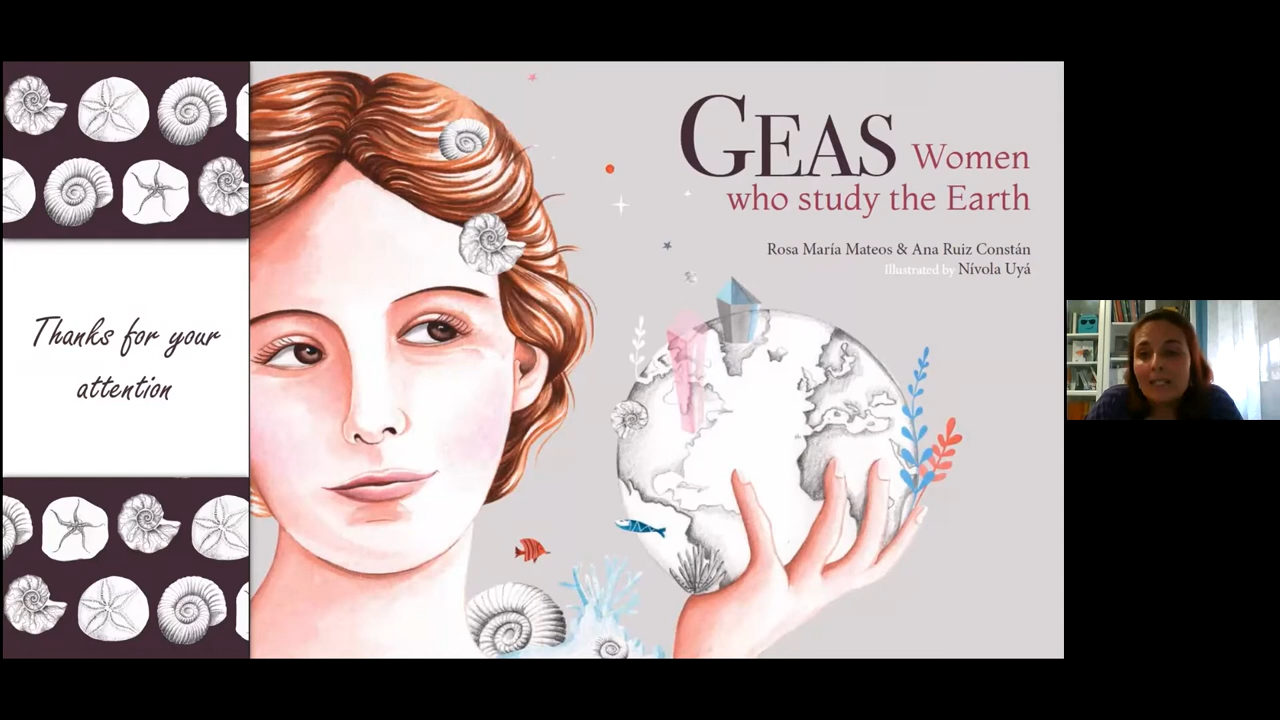 Thanks for your
attention
GEAS Women
who study the Earth
Rosa María Mateos & Ana Ruiz Constán
Illustrated by Nívola Uyá